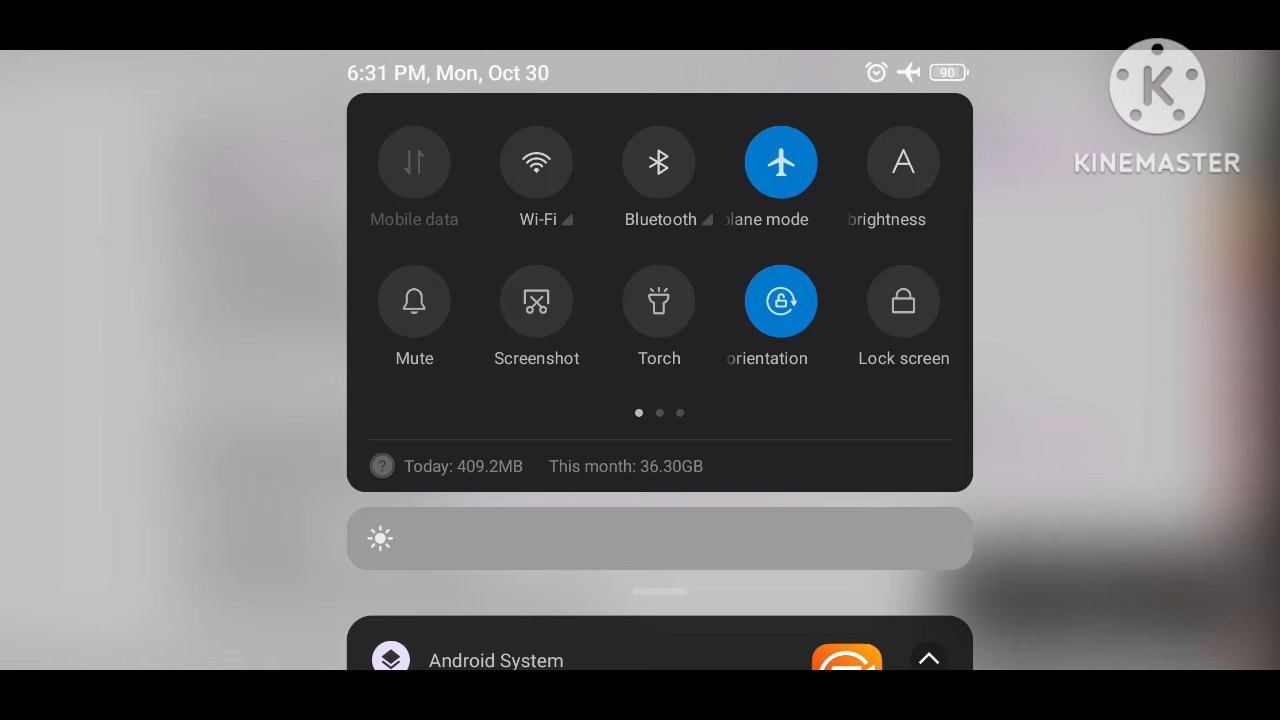 6:31 PM, Mon, Oct 30
90
K
KINEMASTER
Mobile data
Wi-Fi
Bluetooth
lane mode
A
brightness
Mute
Screenshot
Torch
orientation
Lock screen
? Today: 409.2MB This month: 36.30GB
Android System